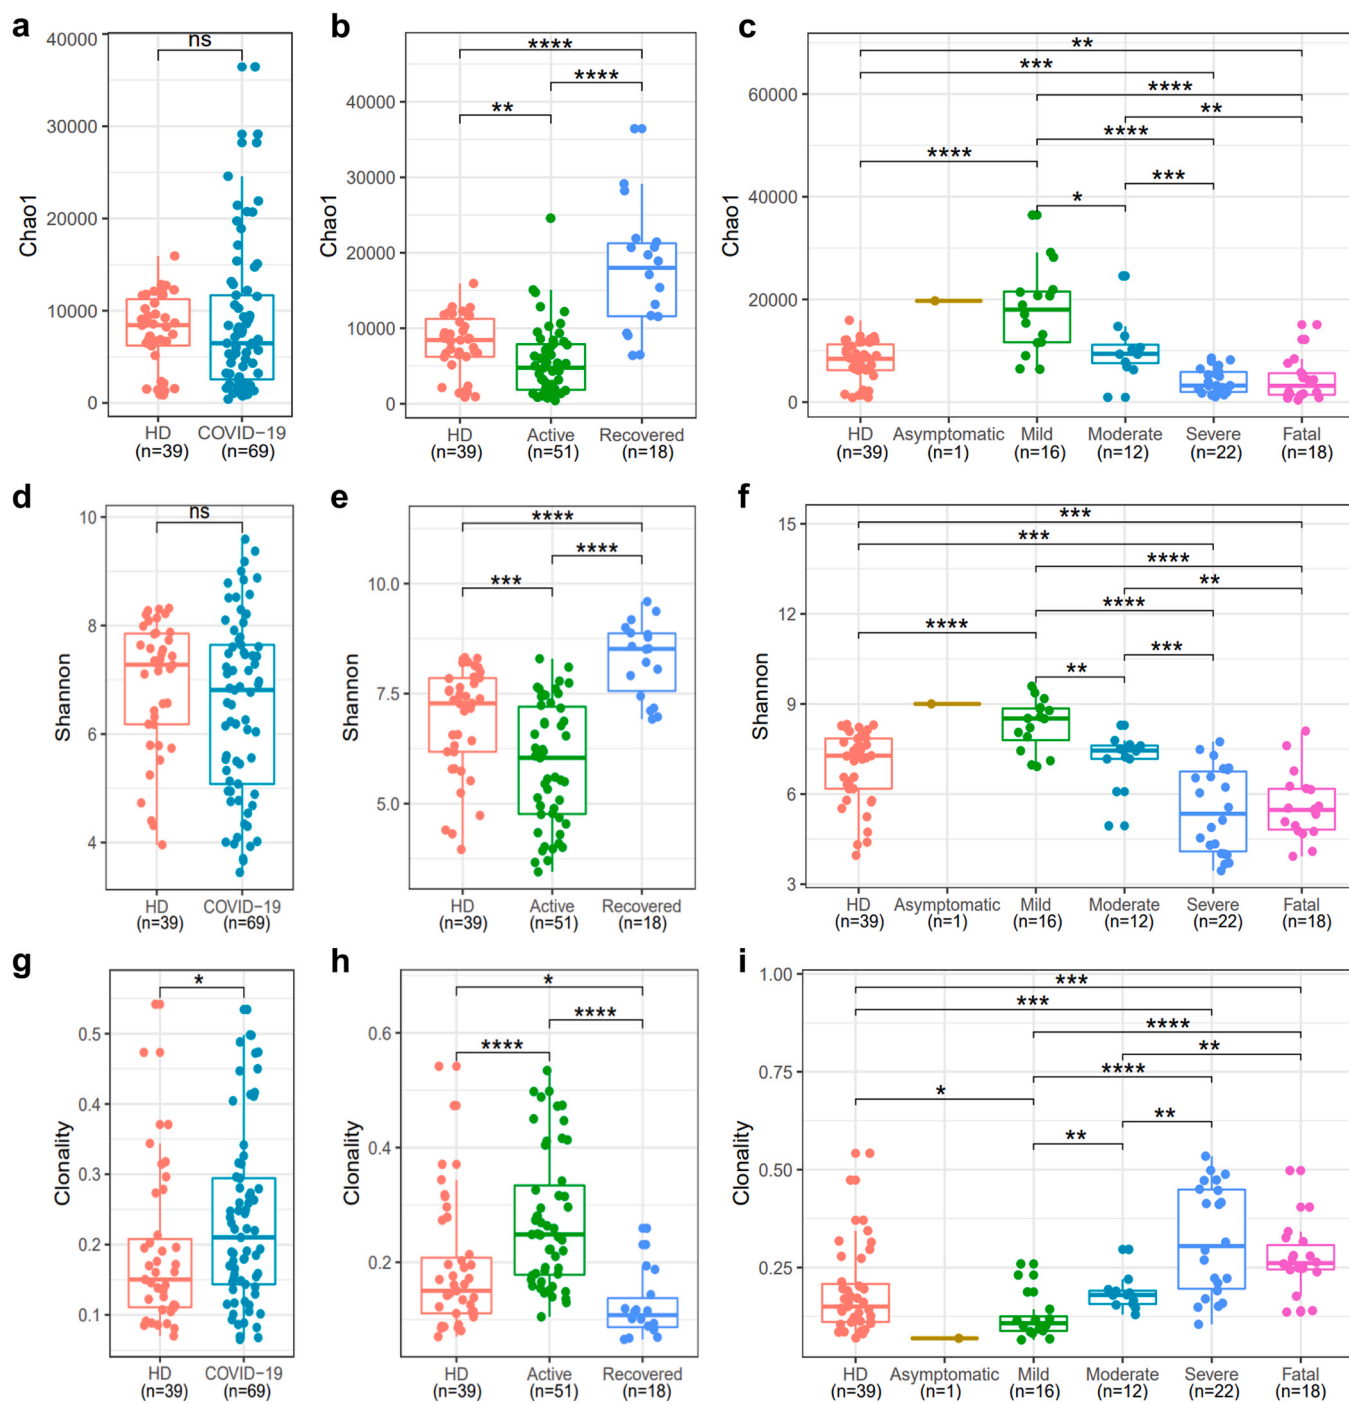 a
40000
30000
20000
10000
0
Chao1
ns
HD
(n=39)
COVID-19
(n=69)
b
40000
30000
20000
10000
0
Chao1
****
****
**
HD
(n=39)
Active
(n=51)
Recovered
(n=18)
c
60000
40000
20000
0
Chao1
**
***
****
**
****
****
***
*
HD
(n=39)
Asymptomatic
(n=1)
Mild
(n=16)
Moderate
(n=12)
Severe
(n=22)
Fatal
(n=18)
d
10
8
6
4
Shannon
ns
HD
(n=39)
COVID-19
(n=69)
e
10.0
7.5
5.0
Shannon
****
****
***
HD
(n=39)
Active
(n=51)
Recovered
(n=18)
f
15
12
9
6
3
Shannon
***
***
****
**
****
****
***
**
HD
(n=39)
Asymptomatic
(n=1)
Mild
(n=16)
Moderate
(n=12)
Severe
(n=22)
Fatal
(n=18)
g
0.5
0.4
0.3
0.2
0.1
Clonality
*
HD
(n=39)
COVID-19
(n=69)
h
0.6
0.4
0.2
Clonality
*
****
****
HD
(n=39)
Active
(n=51)
Recovered
(n=18)
i
1.00
0.75
0.50
0.25
Clonality
***
***
****
**
****
*
**
**
HD
(n=39)
Asymptomatic
(n=1)
Mild
(n=16)
Moderate
(n=12)
Severe
(n=22)
Fatal
(n=18)